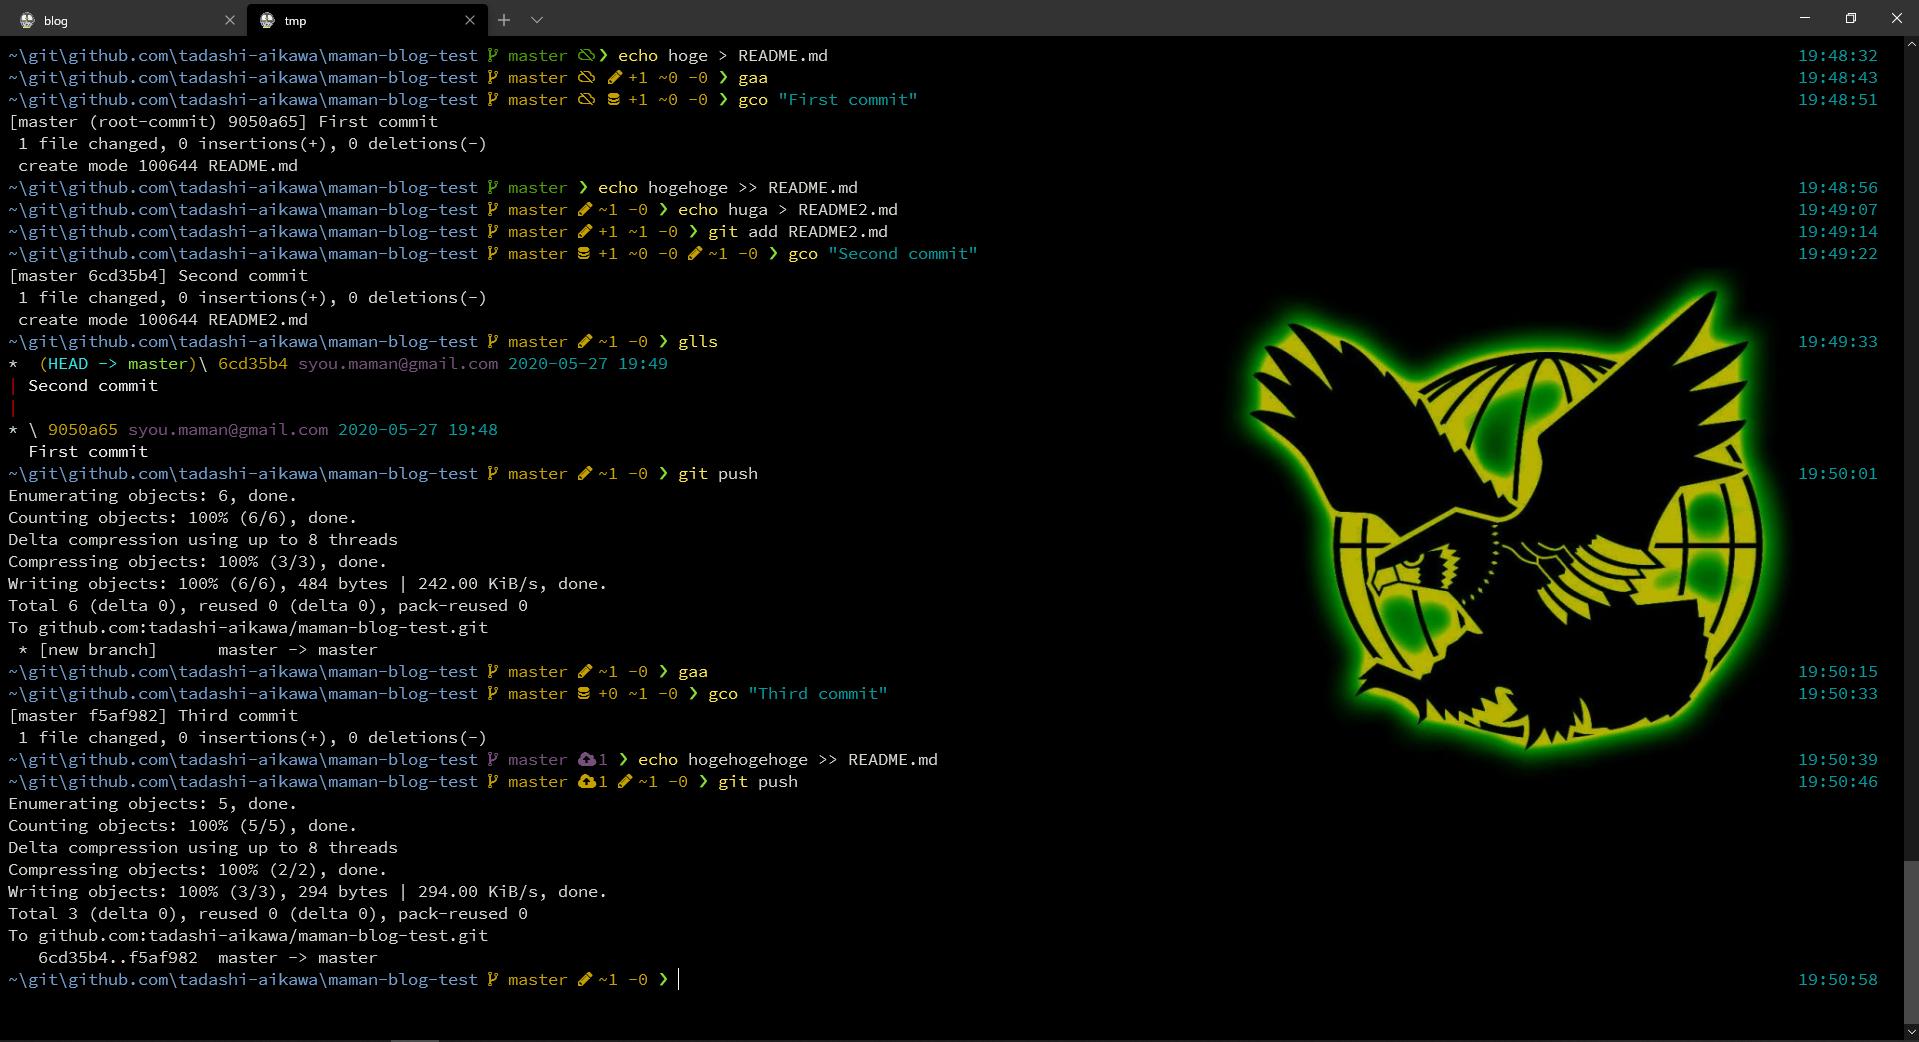 blog
tmp
~\git\github.com\tadashi-aikawa\maman-blog-test master ❯ echo hoge > README.md 19:48:32
~\git\github.com\tadashi-aikawa\maman-blog-test master +1 ~0 -0 ❯ gaa 19:48:43
~\git\github.com\tadashi-aikawa\maman-blog-test master +1 ~0 -0 ❯ gco "First commit" 19:48:51
[master (root-commit) 9050a65] First commit
1 file changed, 0 insertions(+), 0 deletions(-)
create mode 100644 README.md
~\git\github.com\tadashi-aikawa\maman-blog-test master ❯ echo hogehoge >> README.md 19:48:56
~\git\github.com\tadashi-aikawa\maman-blog-test master ~1 -0 ❯ echo huga > README2.md 19:49:07
~\git\github.com\tadashi-aikawa\maman-blog-test master +1 ~1 -0 ❯ git add README2.md 19:49:14
~\git\github.com\tadashi-aikawa\maman-blog-test master +1 ~0 -0 ~1 -0 ❯ gco "Second commit" 19:49:22
[master 6cd35b4] Second commit
1 file changed, 0 insertions(+), 0 deletions(-)
create mode 100644 README2.md
~\git\github.com\tadashi-aikawa\maman-blog-test master ~1 -0 ❯ glls 19:49:33
* (HEAD -> master)\ 6cd35b4 syou.maman@gmail.com 2020-05-27 19:49
| Second commit
|
* \ 9050a65 syou.maman@gmail.com 2020-05-27 19:48
First commit
~\git\github.com\tadashi-aikawa\maman-blog-test master ~1 -0 ❯ git push 19:50:01
Enumerating objects: 6, done.
Counting objects: 100% (6/6), done.
Delta compression using up to 8 threads
Compressing objects: 100% (3/3), done.
Writing objects: 100% (6/6), 484 bytes | 242.00 KiB/s, done.
Total 6 (delta 0), reused 0 (delta 0), pack-reused 0
To github.com:tadashi-aikawa/maman-blog-test.git
* [new branch] master -> master
~\git\github.com\tadashi-aikawa\maman-blog-test master ~1 -0 ❯ gaa 19:50:15
~\git\github.com\tadashi-aikawa\maman-blog-test master +0 ~1 -0 ❯ gco "Third commit" 19:50:33
[master f5af982] Third commit
1 file changed, 0 insertions(+), 0 deletions(-)
~\git\github.com\tadashi-aikawa\maman-blog-test master 1 ❯ echo hogehogehoge >> README.md 19:50:39
~\git\github.com\tadashi-aikawa\maman-blog-test master 1 ~1 -0 ❯ git push 19:50:46
Enumerating objects: 5, done.
Counting objects: 100% (5/5), done.
Delta compression using up to 8 threads
Compressing objects: 100% (2/2), done.
Writing objects: 100% (3/3), 294 bytes | 294.00 KiB/s, done.
Total 3 (delta 0), reused 0 (delta 0), pack-reused 0
To github.com:tadashi-aikawa/maman-blog-test.git
6cd35b4..f5af982 master -> master
~\git\github.com\tadashi-aikawa\maman-blog-test master ~1 -0 ❯ 19:50:58